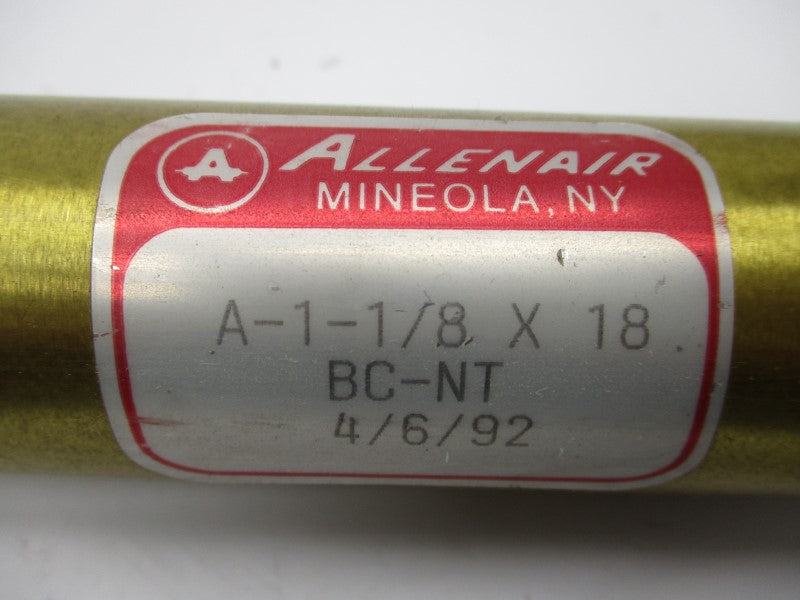 A ALLENAIR
MINEOLA, NY
A-1-1/8 X 18
BC-NT
4/6/92